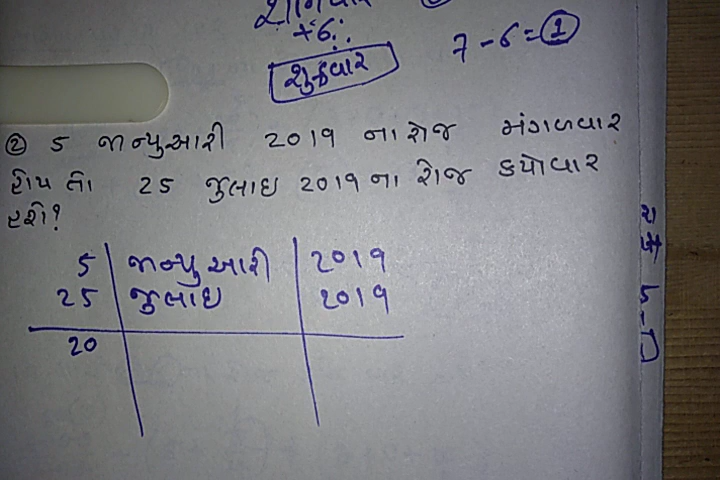 +6
7 - 6 = 1
શુક્રવાર
② 5 જાન્યુઆરી 2019 ના રોજ મંગળવાર
હોય તો 25 જુલાઇ 2019 ના રોજ કયોવાર
હશે?
5 જાન્યુઆરી 2019
25 જુલાઇ 2019
20